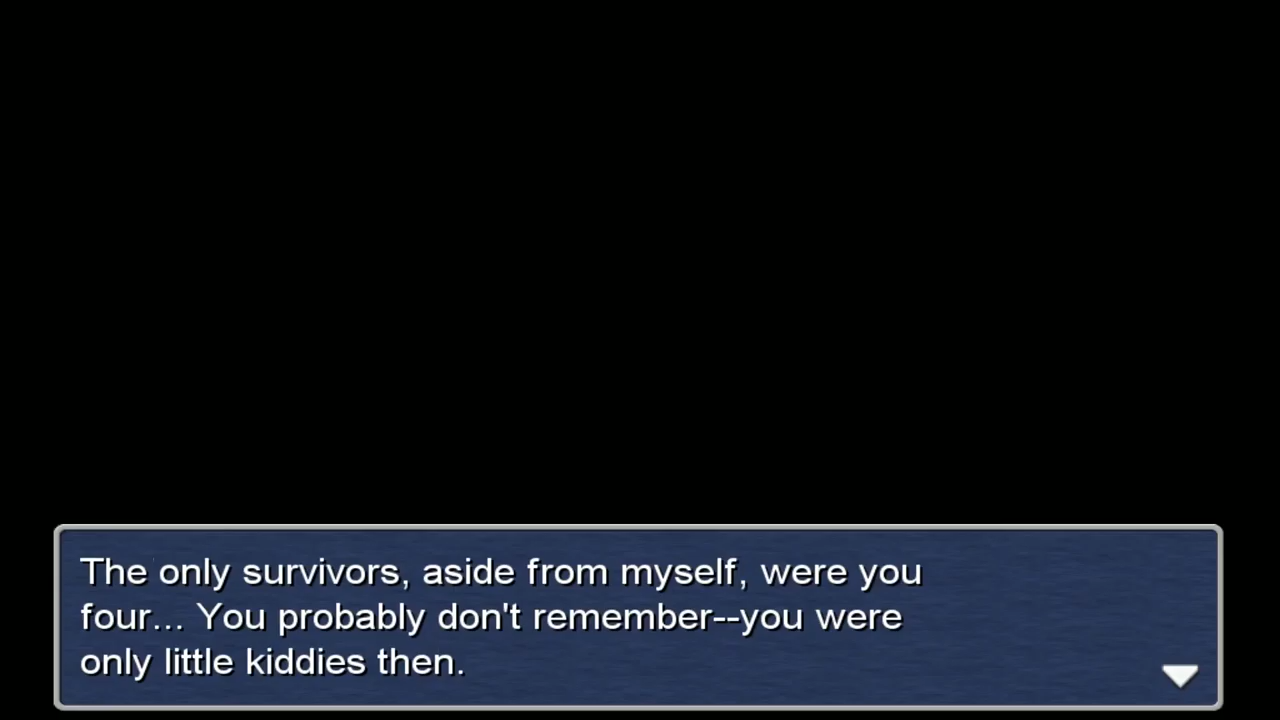 The only survivors, aside from myself, were you
four... You probably don't remember--you were
only little kiddies then.